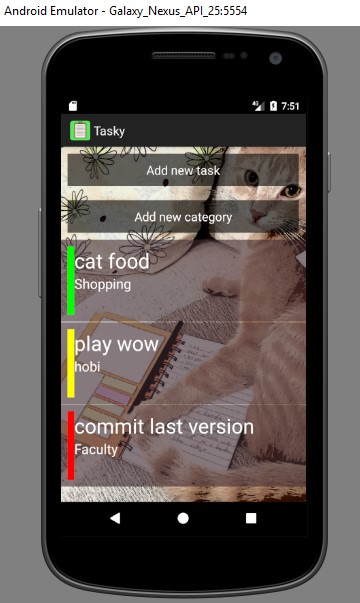 Android Emulator - Galaxy_Nexus_API_25:5554
4G 7:51
Tasky
Add new task
Add new category
cat food
Shopping
play wow
hobi
commit last version
Faculty